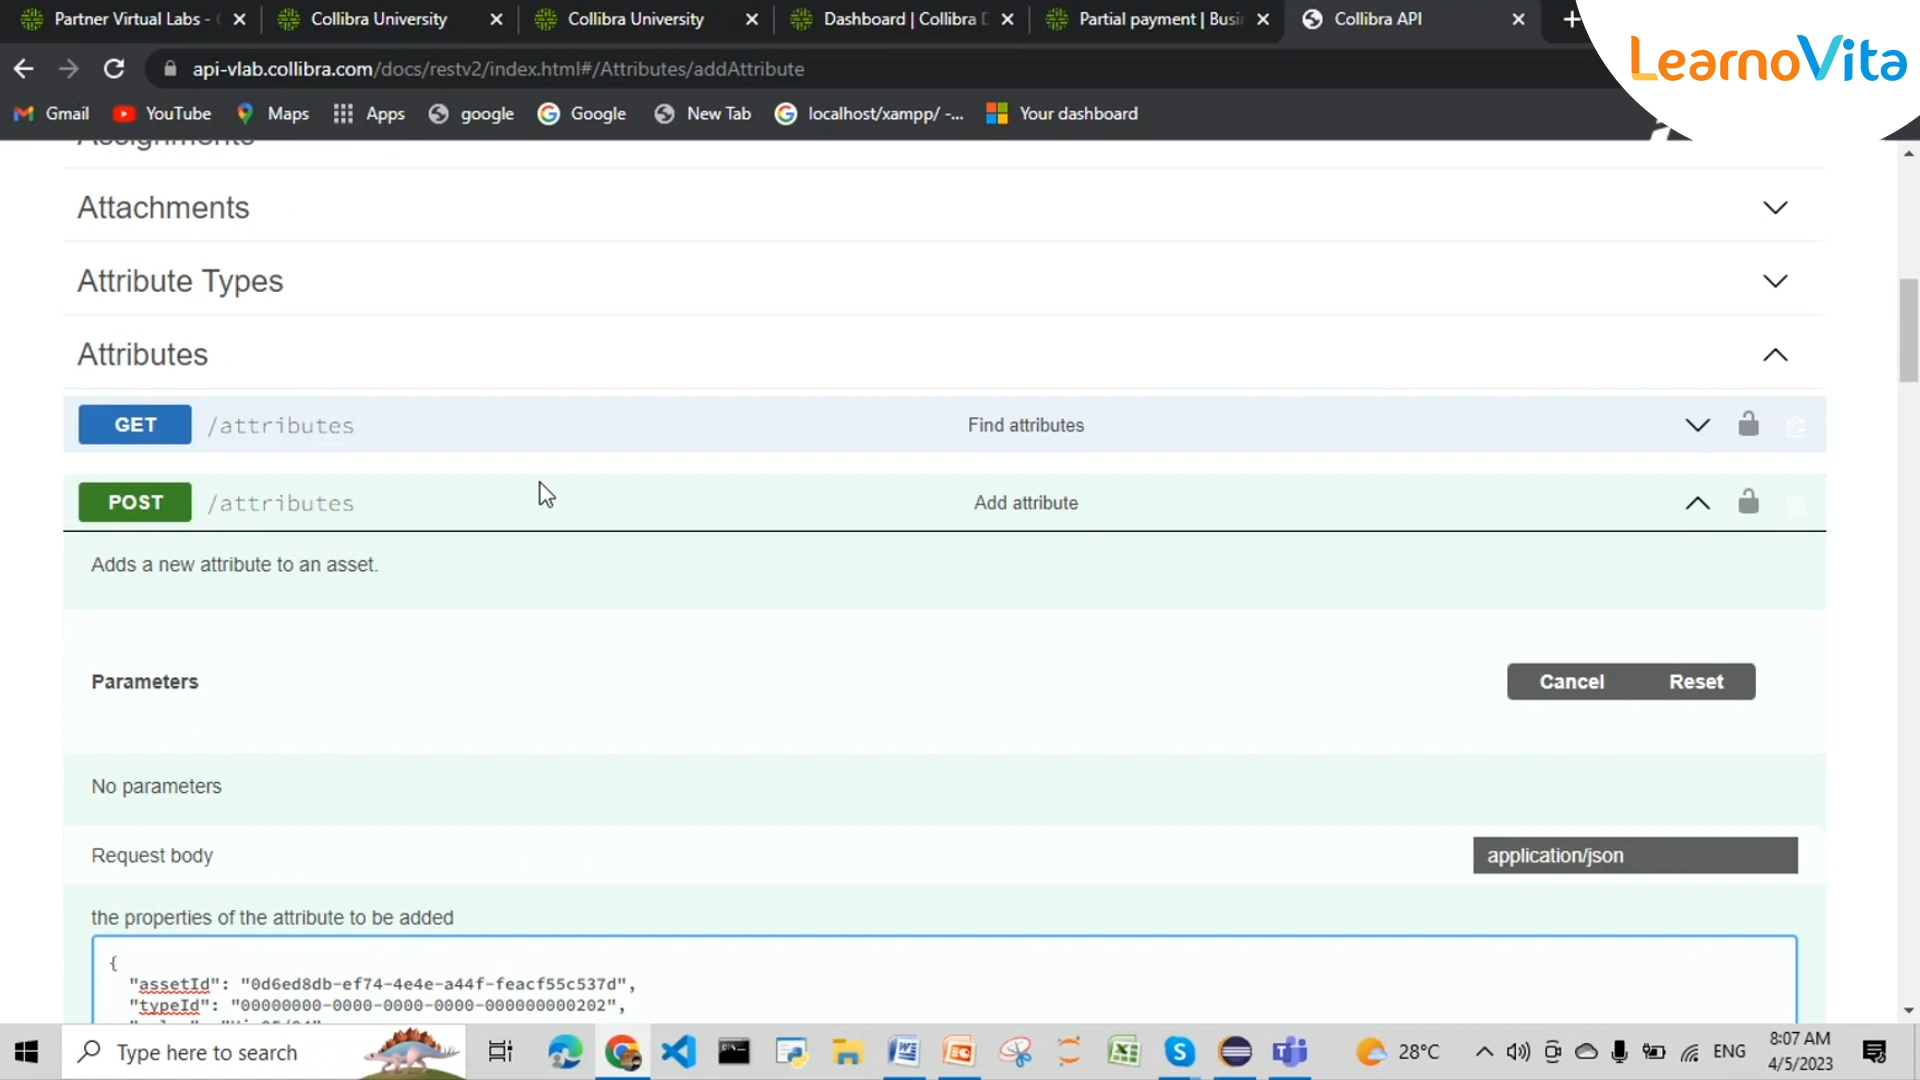 Partner Virtual Labs -
Collibra University
Collibra University
Dashboard | Collibra
Partial payment | Busi
Collibra API
LearnoVita
api-vlab.collibra.com/docs/restv2/index.html#/Attributes/addAttribute
Gmail
YouTube
Maps
Apps
google
Google
New Tab
localhost/xampp/ -...
Your dashboard
Assignments
Attachments
Attribute Types
Attributes
GET /attributes Find attributes
POST /attributes Add attribute
Adds a new attribute to an asset.
Parameters
Cancel
Reset
No parameters
Request body
application/json
the properties of the attribute to be added
{
"assetId": "0d6ed8db-ef74-4e4e-a44f-feacf55c537d",
"typeId": "00000000-0000-0000-0000-000000000202",
Type here to search
28°C
ENG
8:07 AM
4/5/2023